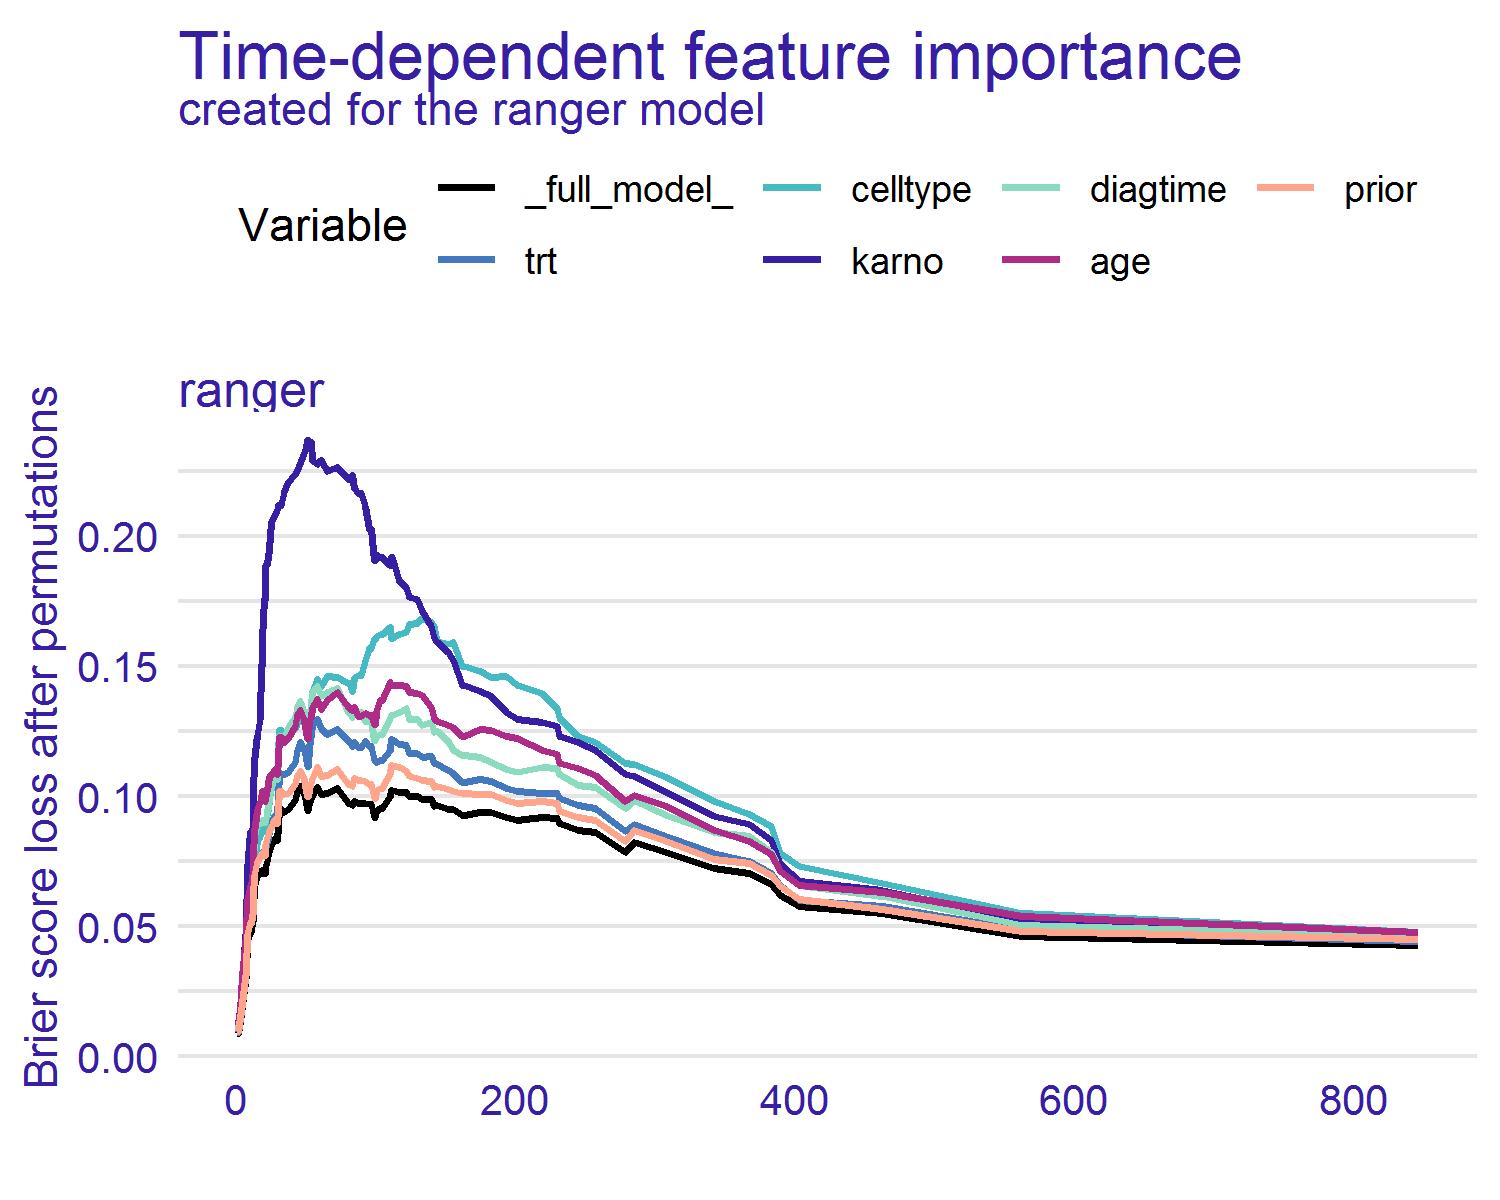 Time-dependent feature importance
created for the ranger model
Variable
_full_model_ celltype diagtime prior
trt karno age
ranger
Brier score loss after permutations
0.20
0.15
0.10
0.05
0.00
0 200 400 600 800